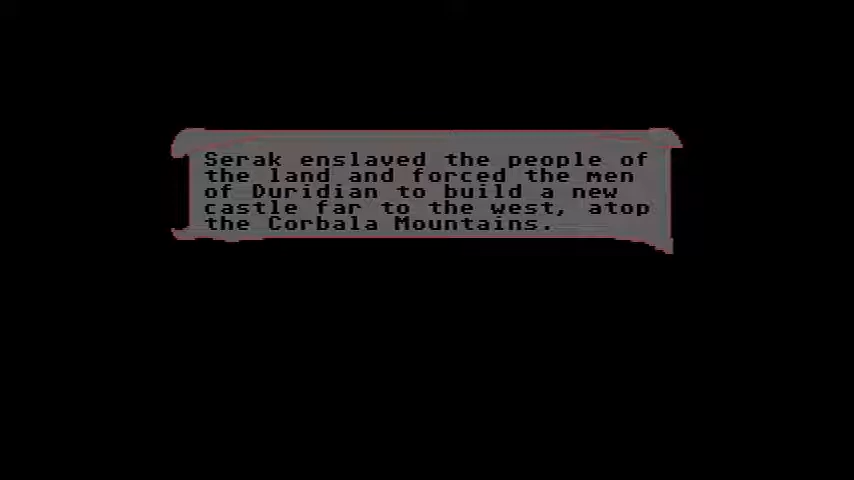 Serak enslaved the people of
the land and forced the men
of Duridian to build a new
castle far to the west, atop
the Corbala Mountains.